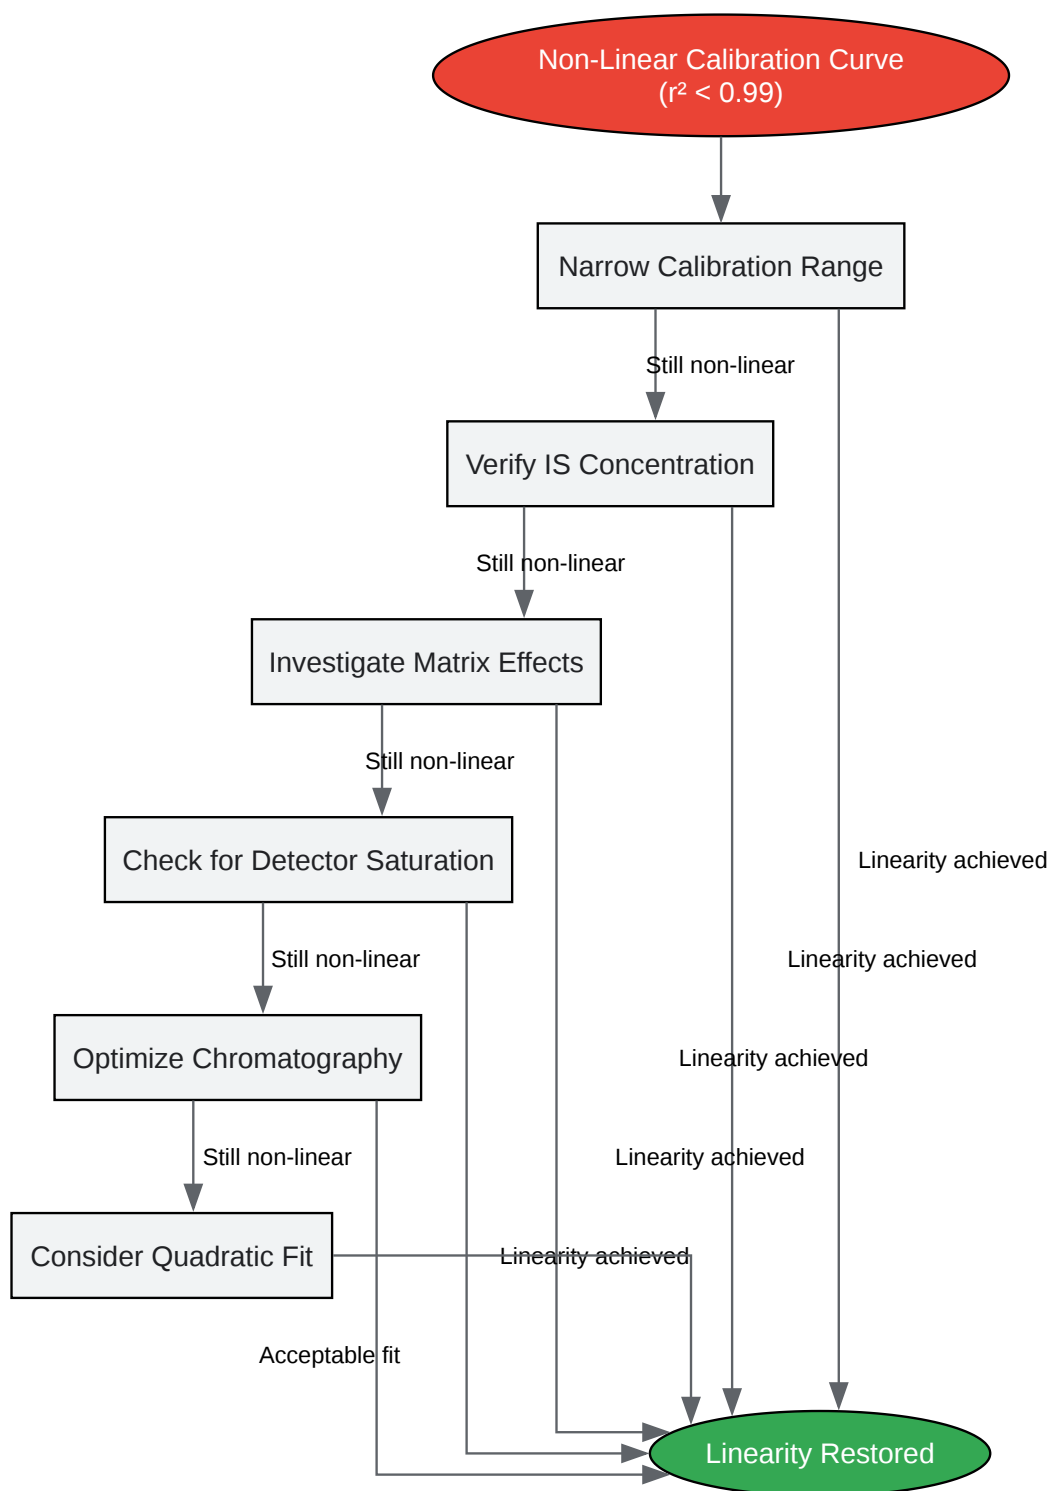 Non-Linear Calibration Curve
(r² < 0.99)
Narrow Calibration Range
Still non-linear
Verify IS Concentration
Still non-linear
Investigate Matrix Effects
Still non-linear
Check for Detector Saturation
Linearity achieved
Still non-linear
Linearity achieved
Optimize Chromatography
Linearity achieved
Still non-linear
Linearity achieved
Consider Quadratic Fit
Linearity achieved
Acceptable fit
Linearity Restored